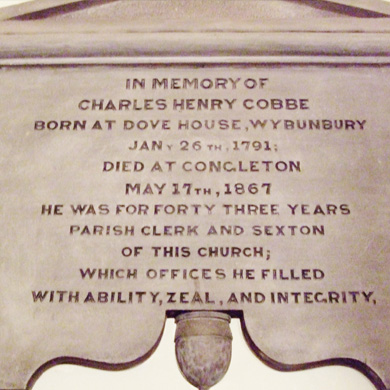 IN MEMORY OF
CHARLES HENRY COBBE
BORN AT DOVE HOUSE, WYBUNBURY
JANY 26TH, 1791;
DIED AT CONGLETON
MAY 17TH, 1867
HE WAS FOR FORTY THREE YEARS
PARISH CLERK AND SEXTON
OF THIS CHURCH;
WHICH OFFICES HE FILLED
WITH ABILITY, ZEAL, AND INTEGRITY,